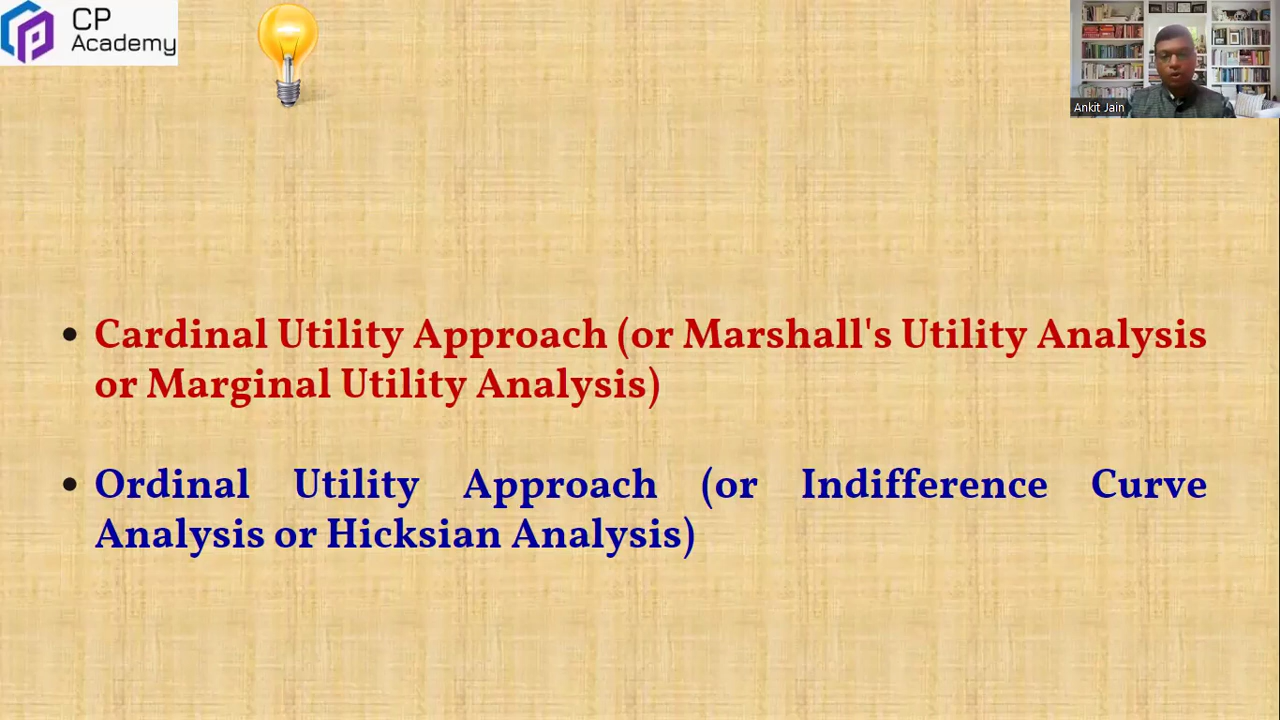 CP
Academy
Ankit Jain
• Cardinal Utility Approach (or Marshall's Utility Analysis
or Marginal Utility Analysis)
• Ordinal Utility Approach (or Indifference Curve
Analysis or Hicksian Analysis)